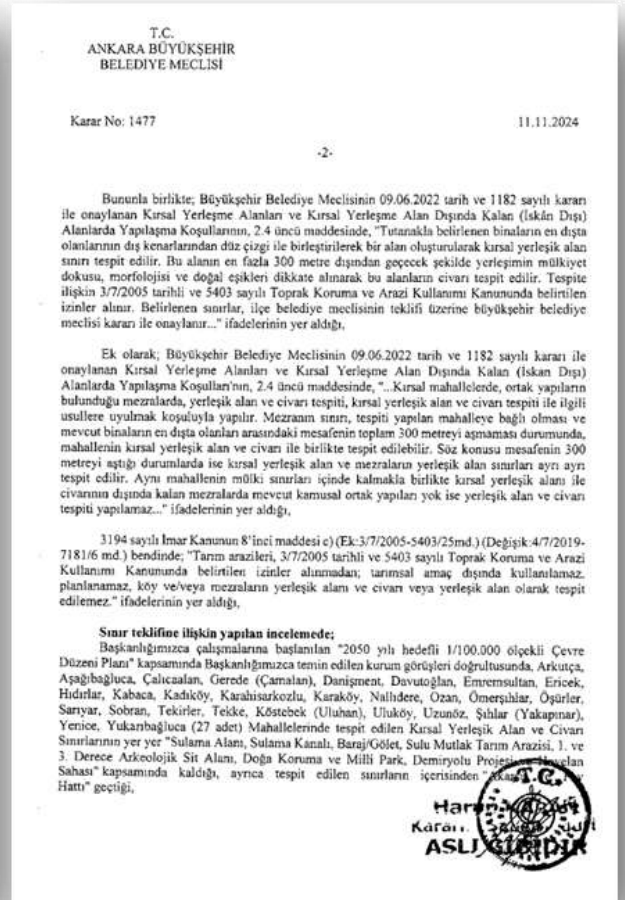 T.C.
ANKARA BÜYÜKŞEHİR
BELEDİYE MECLİSİ
Karar No: 1477 11.11.2024
-2-
Bununla birlikte; Büyükşehir Belediye Meclisinin 09.06.2022 tarih ve 1182 sayılı kararı
ile onaylanan Kırsal Yerleşme Alanları ve Kırsal Yerleşme Alan Dışında Kalan (İskân Dışı)
Alanlarda Yapılaşma Koşullarının, 2.4 üncü maddesinde, "Tutanakla belirlenen binaların en dışta
olanlarının dış kenarlarından düz çizgi ile birleştirilerek bir alan oluşturularak kırsal yerleşik alan
sınırı tespit edilir. Bu alanın en fazla 300 metre dışından geçecek şekilde yerleşimin mülkiyet
dokusu, morfolojisi ve doğal eşikleri dikkate alınarak bu alanların civarı tespit edilir. Tespite
ilişkin 3/7/2005 tarihli ve 5403 sayılı Toprak Koruma ve Arazi Kullanımı Kanununda belirtilen
izinler alınır. Belirlenen sınırlar, ilçe belediye meclisinin teklifi üzerine büyükşehir belediye
meclisi kararı ile onaylanır..." ifadelerinin yer aldığı,
Ek olarak; Büyükşehir Belediye Meclisinin 09.06.2022 tarih ve 1182 sayılı kararı ile
onaylanan Kırsal Yerleşme Alanları ve Kırsal Yerleşme Alan Dışında Kalan (İskan Dışı)
Alanlarda Yapılaşma Koşulları'nın, 2.4 üncü maddesinde, "...Kırsal mahallelerde, ortak yapıların
bulunduğu mezralarda, yerleşik alan ve civarı tespiti, kırsal yerleşik alan ve civarı tespiti ile ilgili
usullere uyulmak koşuluyla yapılır. Mezranın sınırı, tespiti yapılan mahalleye bağlı olması ve
mevcut binaların en dışta olanları arasındaki mesafenin toplam 300 metreyi aşmaması durumunda,
mahallenin kırsal yerleşik alan ve civarı ile birlikte tespit edilebilir. Söz konusu mesafenin 300
metreyi aştığı durumlarda ise kırsal yerleşik alan ve mezraların yerleşik alan sınırları ayrı ayrı
tespit edilir. Aynı mahallenin mülki sınırları içinde kalmakla birlikte kırsal yerleşik alanı ile
civarının dışında kalan mezralarda mevcut kamusal ortak yapıları yok ise yerleşik alan ve civarı
tespiti yapılamaz..." ifadelerinin yer aldığı,
3194 sayılı İmar Kanunun 8'inci maddesi c) (Ek:3/7/2005-5403/25md.) (Değişik:4/7/2019-
7181/6 md.) bendinde; "Tarım arazileri, 3/7/2005 tarihli ve 5403 sayılı Toprak Koruma ve Arazi
Kullanımı Kanununda belirtilen izinler alınmadan; tarımsal amaç dışında kullanılamaz,
planlanamaz, köy ve/veya mezraların yerleşik alanı ve civarı veya yerleşik alan olarak tespit
edilemez." ifadelerinin yer aldığı,
Sınır teklifine ilişkin yapılan incelemede;
Başkanlığımızca çalışmalarına başlanılan "2050 yılı hedefli 1/100.000 ölçekli Çevre
Düzeni Planı" kapsamında Başkanlığımızca temin edilen kurum görüşleri doğrultusunda, Arkutça,
Aşağıbağluca, Çalıcaalan, Gerede (Çamalan), Danişment, Davutoğlan, Emremsultan, Ericek,
Hıdırlar, Kabaca, Kadıköy, Karahisarkozlu, Karaköy, Nallıdere, Ozan, Ömerşıhlar, Öşürler,
Sarıyar, Sobran, Tekirler, Tekke, Köstebek (Uluhan), Uluköy, Uzunöz, Şıhlar (Yakapınar),
Yenice, Yukarıbağluca (27 adet) Mahallelerinde tespit edilen Kırsal Yerleşik Alan ve Civarı
Sınırlarının yer yer "Sulama Alanı, Sulama Kanalı, Baraj/Gölet, Sulu Mutlak Tarım Arazisi, 1. ve
3. Derece Arkeolojik Sit Alanı, Doğa Koruma ve Milli Park, Demiryolu Projesi ve Heyelan
Sahası" kapsamında kaldığı, ayrıca tespit edilen sınırların içerisinden
Hattı" geçtiği,
T.C.
ASLI GİBİDİR